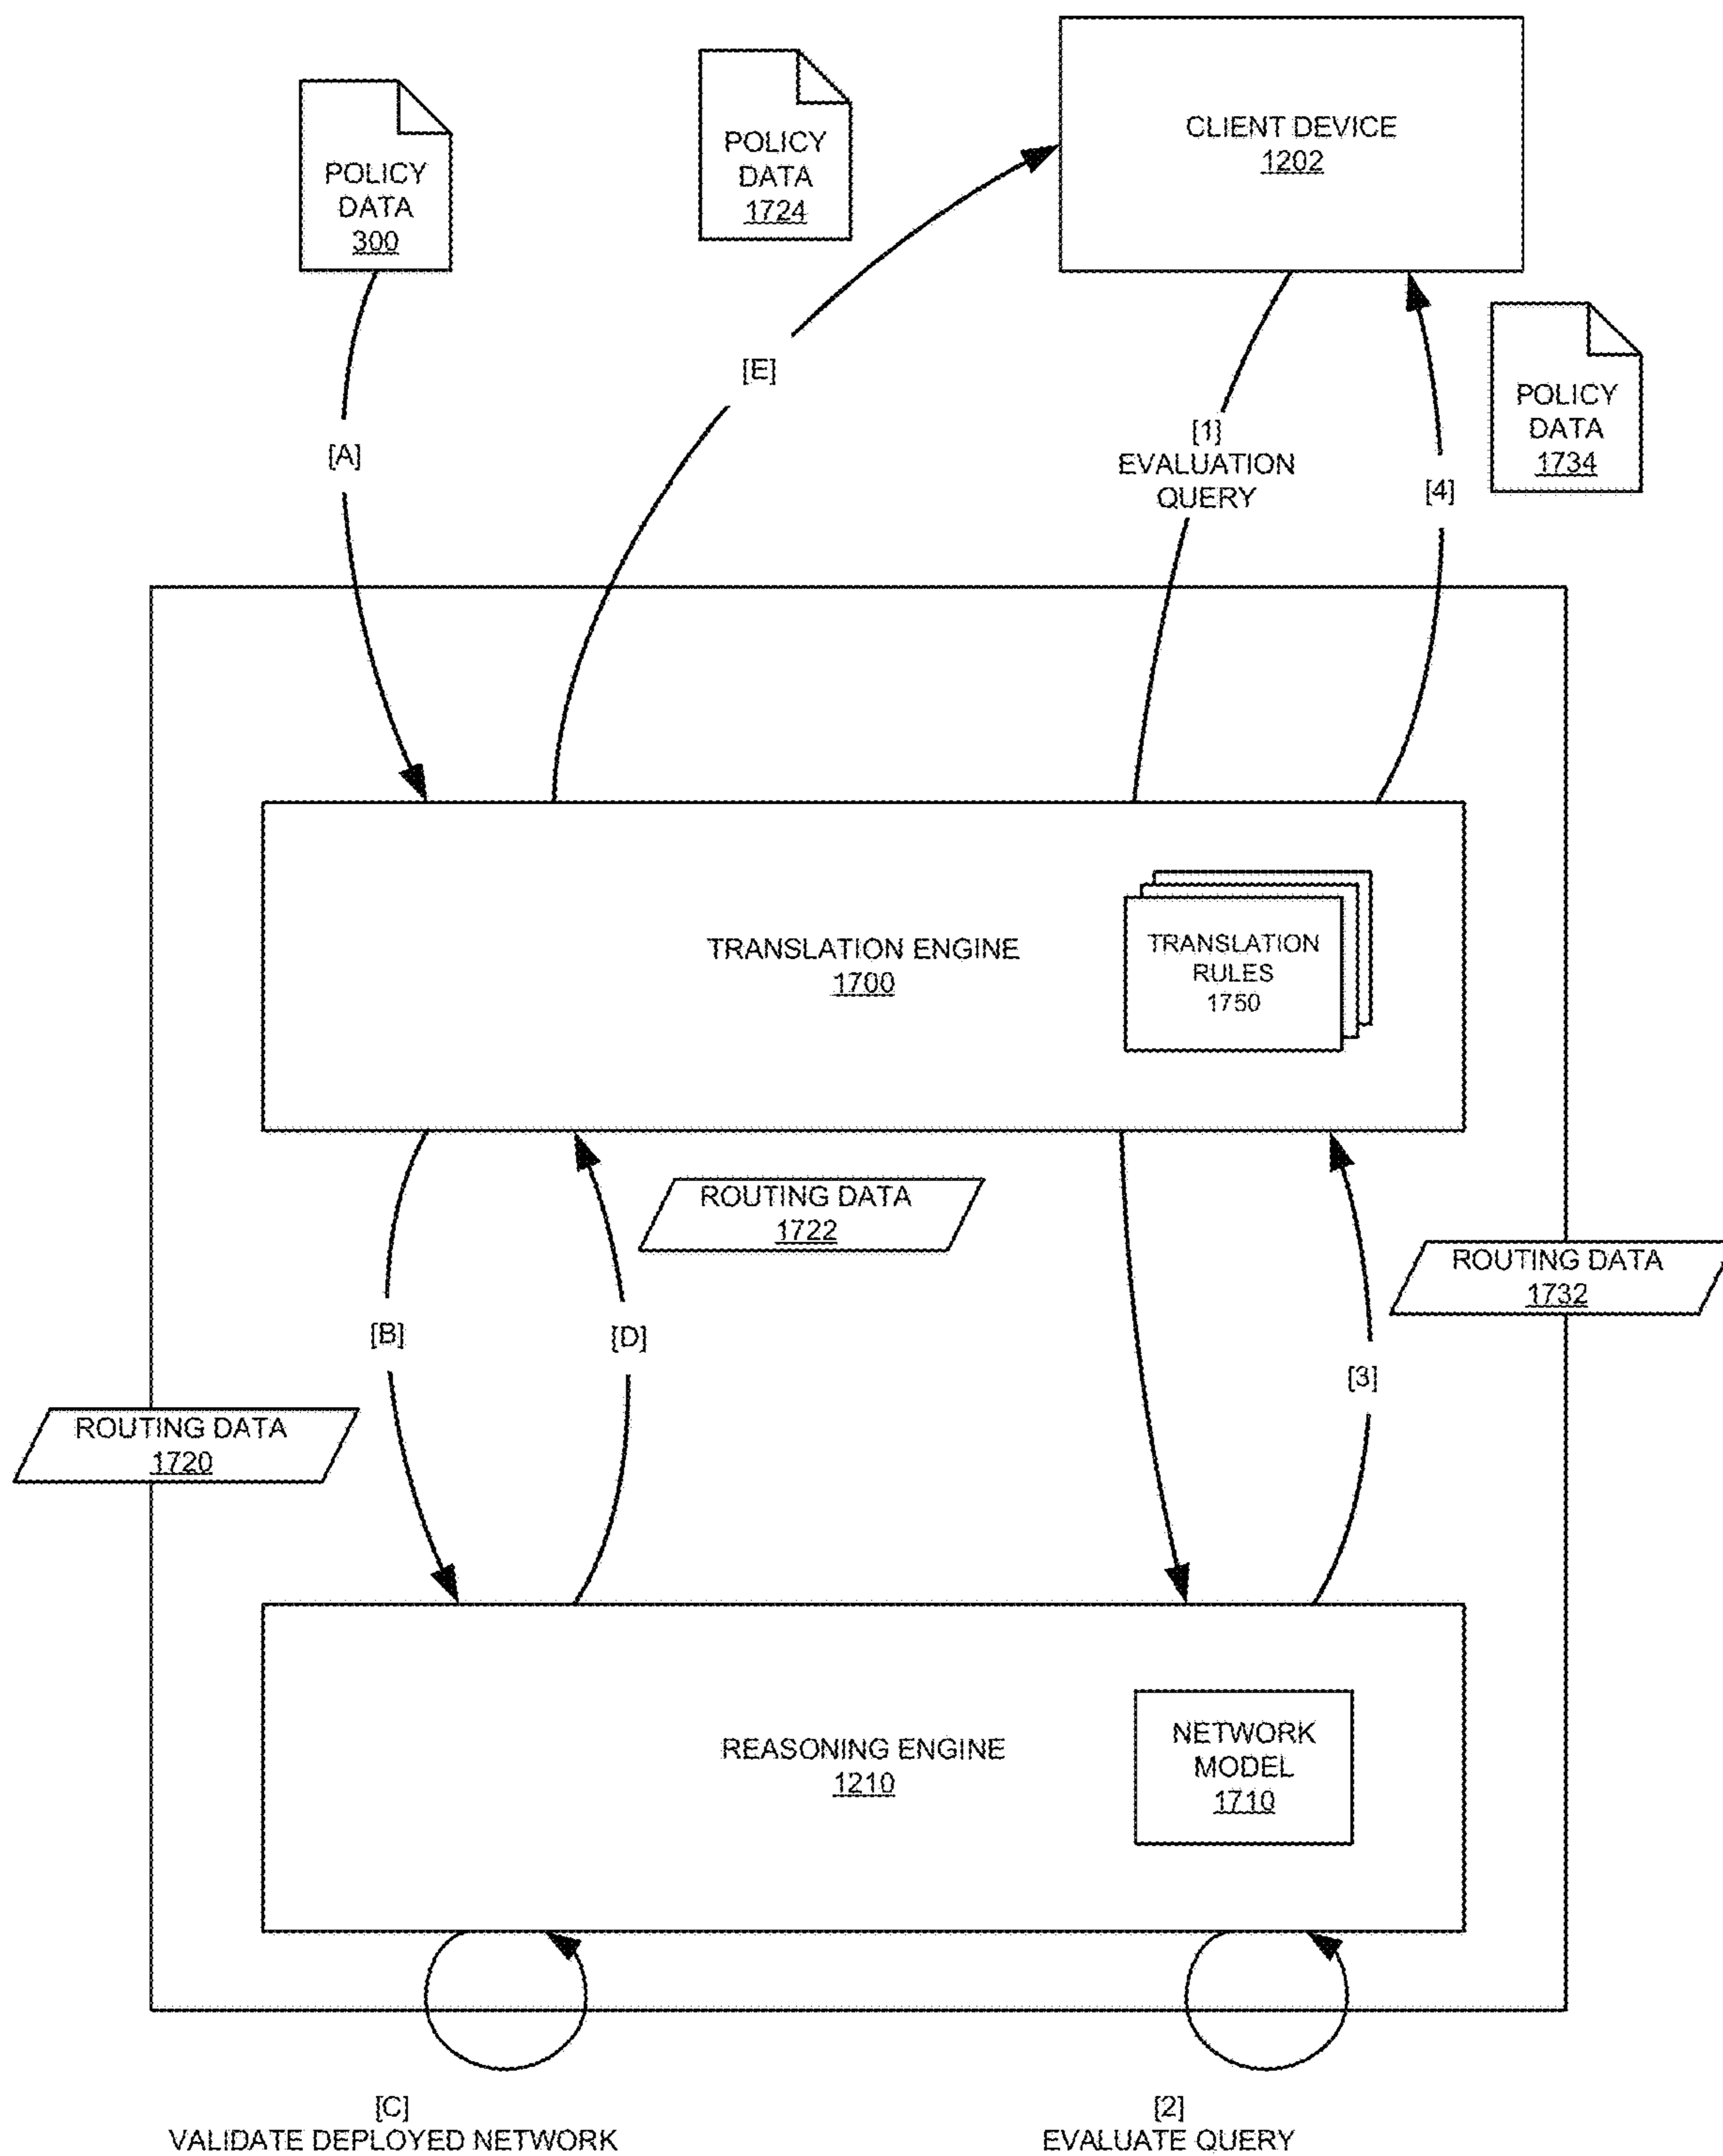 CLIENT DEVICE
1202
POLICY
DATA
1724
POLICY
DATA
300
[E]
POLICY
DATA
1734
[1]
EVALUATION
QUERY
[A]
[4]
TRANSLATION ENGINE
1700
TRANSLATION
RULES
1750
ROUTING DATA
1722
ROUTING DATA
1732
[B]
[D]
[3]
ROUTING DATA
1720
REASONING ENGINE
1210
NETWORK
MODEL
1710
[C]
VALIDATE DEPLOYED NETWORK
[2]
EVALUATE QUERY